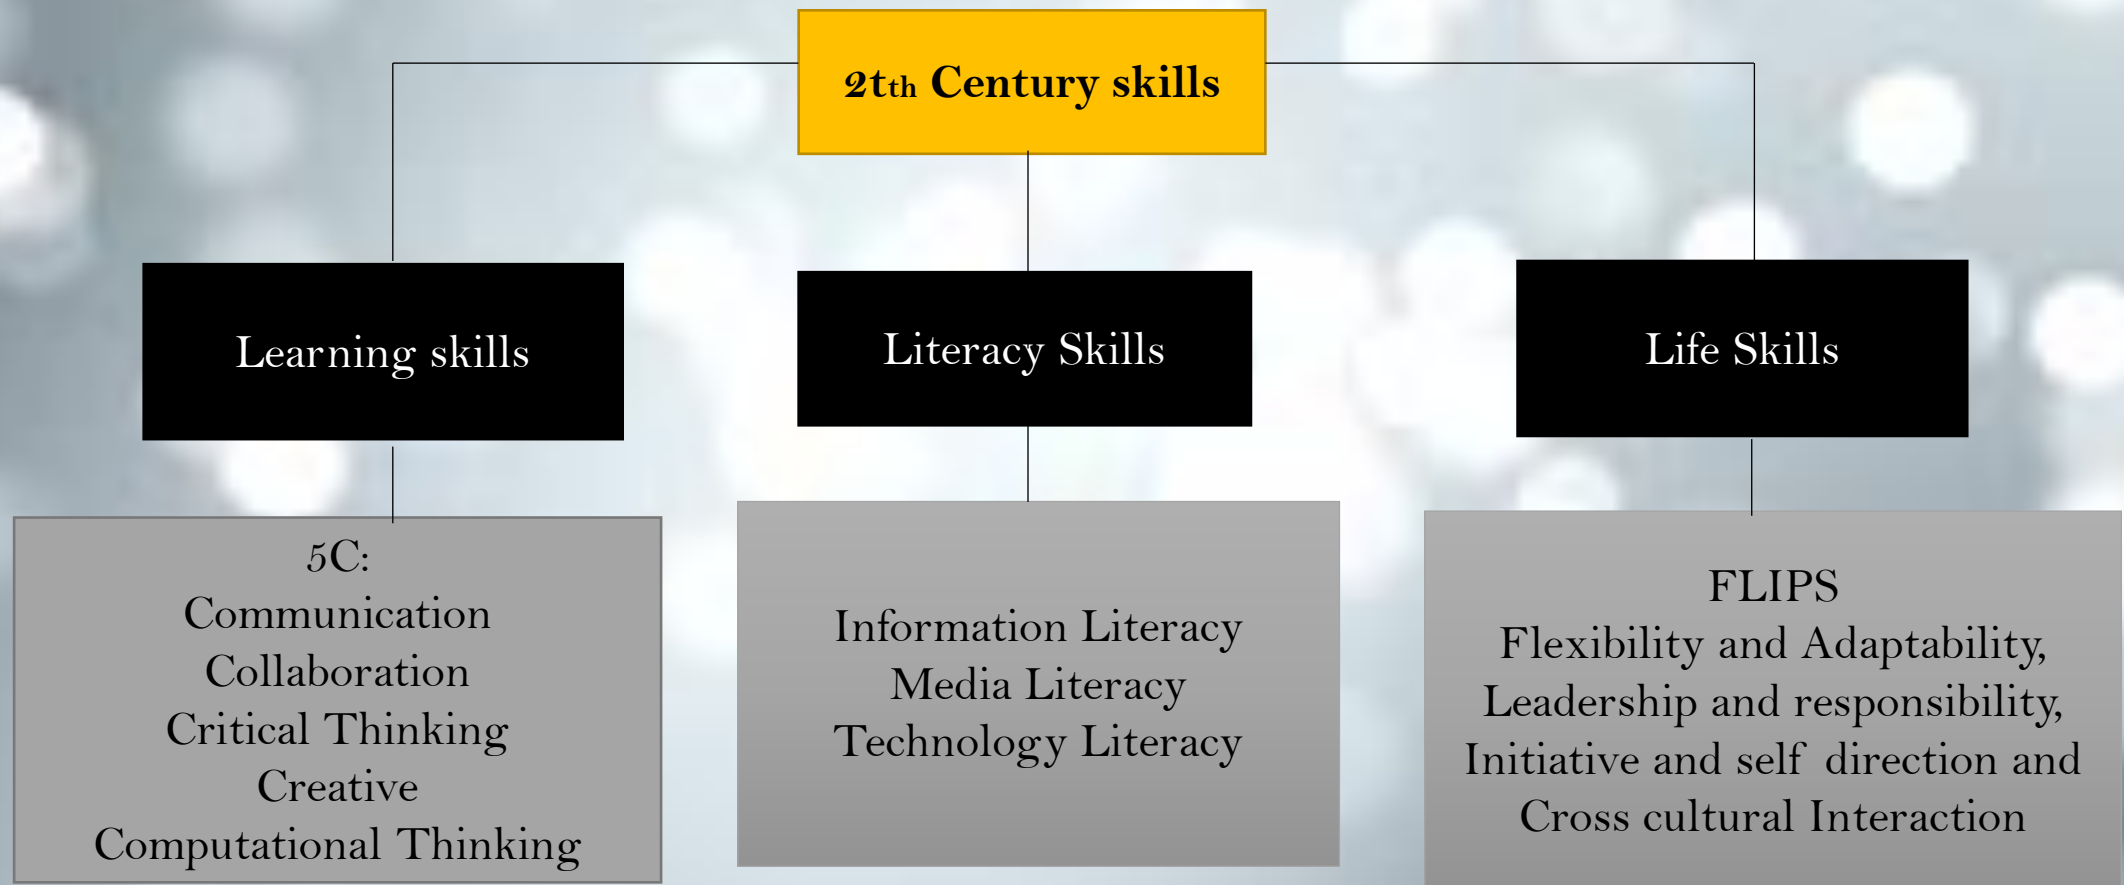 2tth Century skills
Learning skills
Literacy Skills
Life Skills
5C:
Communication
Collaboration
Critical Thinking
Creative
Computational Thinking
Information Literacy
Media Literacy
Technology Literacy
FLIPS
Flexibility and Adaptability,
Leadership and responsibility,
Initiative and self direction and
Cross cultural Interaction